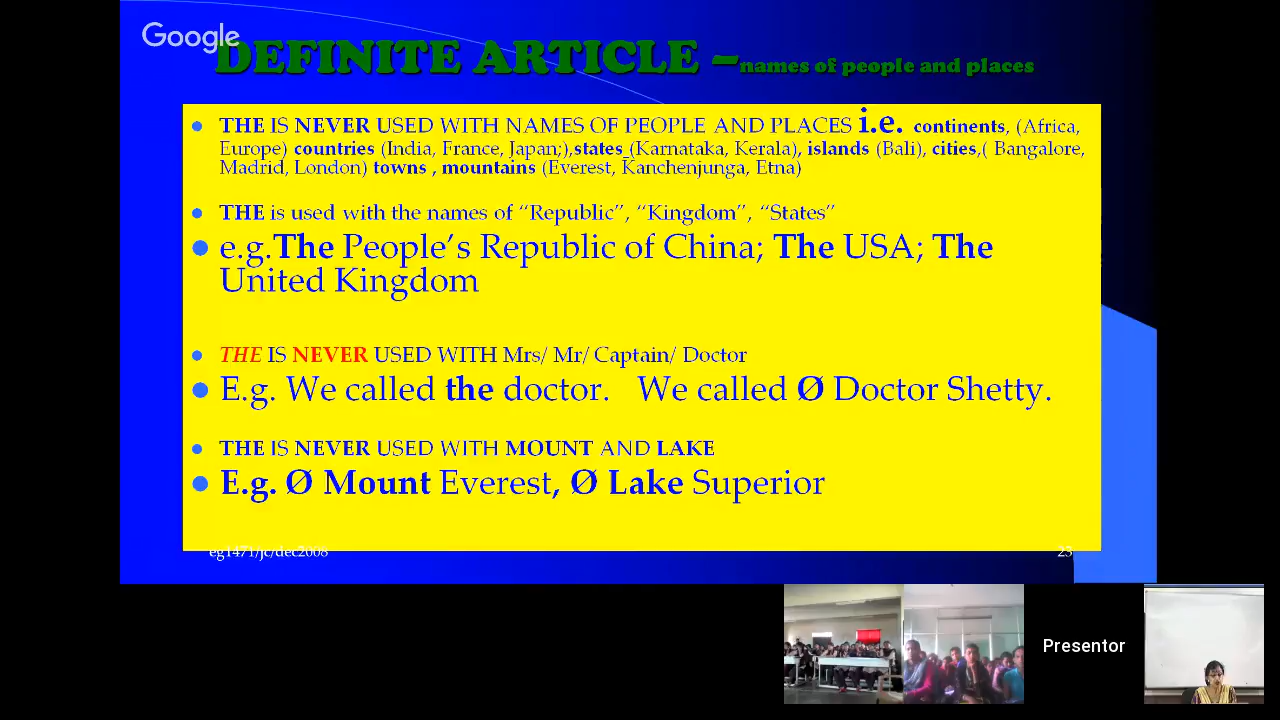 Google
DEFINITE ARTICLE –names of people and places
THE IS NEVER USED WITH NAMES OF PEOPLE AND PLACES i.e. continents, (Africa,
Europe) countries (India, France, Japan;),states (Karnataka, Kerala), islands (Bali), cities,( Bangalore,
Madrid, London) towns , mountains (Everest, Kanchenjunga, Etna)
THE is used with the names of “Republic”, “Kingdom”, “States”
e.g.The People’s Republic of China; The USA; The
United Kingdom
THE IS NEVER USED WITH Mrs/ Mr/ Captain/ Doctor
E.g. We called the doctor. We called Ø Doctor Shetty.
THE IS NEVER USED WITH MOUNT AND LAKE
E.g. Ø Mount Everest, Ø Lake Superior
eg1471/jc/dec2008
23
Presentor